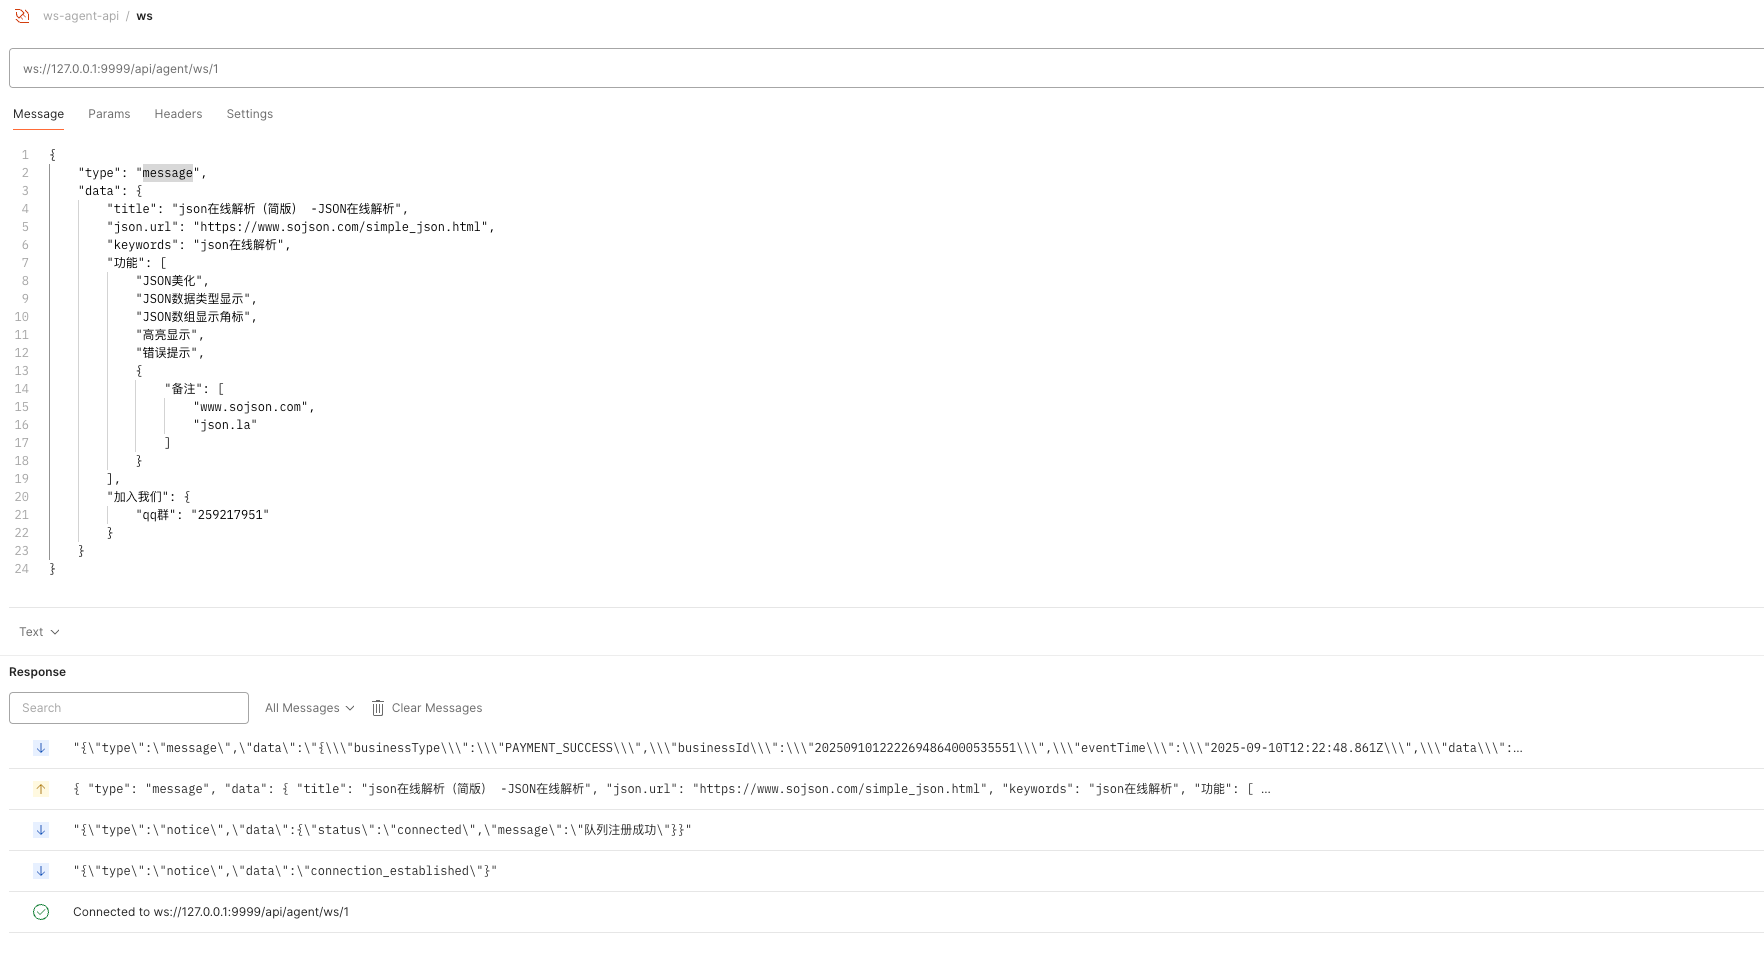 ws-agent-api / ws
ws://127.0.0.1:9999/api/agent/ws/1
Message Params Headers Settings
1 {
2 "type": "message",
3 "data": {
4 "title": "json在线解析（简版） -JSON在线解析",
5 "json.url": "https://www.sojson.com/simple_json.html",
6 "keywords": "json在线解析",
7 "功能": [
8 "JSON美化",
9 "JSON数据类型显示",
10 "JSON数组显示角标",
11 "高亮显示",
12 "错误提示",
13 {
14 "备注": [
15 "www.sojson.com",
16 "json.la"
17 ]
18 }
19 ],
20 "加入我们": {
21 "qq群": "259217951"
22 }
23 }
24 }
Text
Response
Search All Messages Clear Messages
"{\"type\":\"message\",\"data\":\"{\\\"businessType\\\":\\\"PAYMENT_SUCCESS\\\",\\\"businessId\\\":\\\"2025091012222694864000535551\\\",\\\"eventTime\\\":\\\"2025-09-10T12:22:48.861Z\\\",\\\"data\\\":…
{ "type": "message", "data": { "title": "json在线解析（简版） -JSON在线解析", "json.url": "https://www.sojson.com/simple_json.html", "keywords": "json在线解析", "功能": [ …
"{\"type\":\"notice\",\"data\":{\"status\":\"connected\",\"message\":\"队列注册成功\"}}"
"{\"type\":\"notice\",\"data\":\"connection_established\"}"
Connected to ws://127.0.0.1:9999/api/agent/ws/1